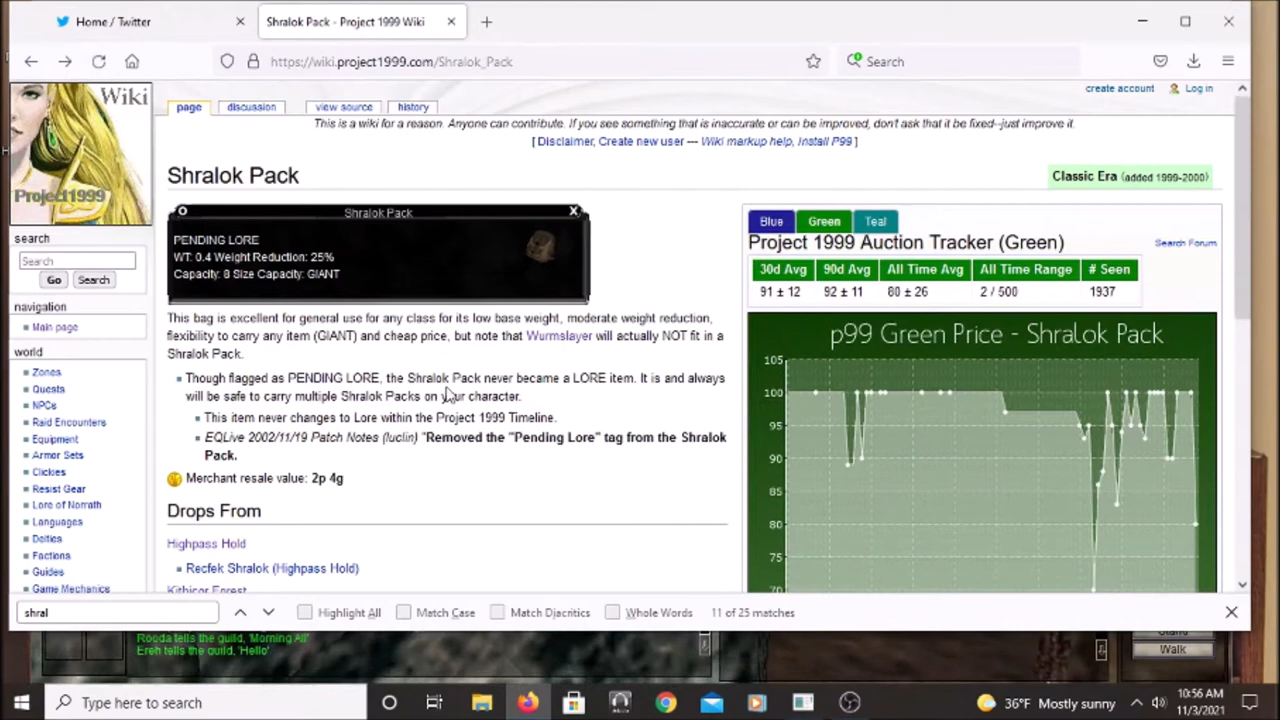 Home / Twitter
Shralok Pack - Project 1999 Wiki
https://wiki.project1999.com/Shralok_Pack
Search
Wiki
Project1999
create account
Log in
page
discussion
view source
history
This is a wiki for a reason. Anyone can contribute. If you see something that is inaccurate or can be improved, don't ask that it be fixed--just improve it.
[ Disclaimer, Create new user --- Wiki markup help, Install P99 ]
Shralok Pack
Classic Era (added 1999-2000)
Shralok Pack
PENDING LORE
WT: 0.4 Weight Reduction: 25%
Capacity: 8 Size Capacity: GIANT
This bag is excellent for general use for any class for its low base weight, moderate weight reduction,
flexibility to carry any item (GIANT) and cheap price, but note that Wurmslayer will actually NOT fit in a
Shralok Pack.
Though flagged as PENDING LORE, the Shralok Pack never became a LORE item. It is and always
will be safe to carry multiple Shralok Packs on your character.
This item never changes to Lore within the Project 1999 Timeline.
EQLive 2002/11/19 Patch Notes (luclin) "Removed the "Pending Lore" tag from the Shralok
Pack.
Merchant resale value: 2p 4g
Drops From
Highpass Hold
Recfek Shralok (Highpass Hold)
Kithicor Forest
search
Search
Go
Search
navigation
Main page
world
Zones
Quests
NPCs
Raid Encounters
Equipment
Armor Sets
Clickies
Resist Gear
Lore of Norrath
Languages
Deities
Factions
Guides
Game Mechanics
Blue
Green
Teal
Project 1999 Auction Tracker (Green)
Search Forum
30d Avg 90d Avg All Time Avg All Time Range # Seen
91 ± 12 92 ± 11 80 ± 26 2 / 500 1937
p99 Green Price - Shralok Pack
105
100
95
90
85
80
75
70
shral
Highlight All
Match Case
Match Diacritics
Whole Words
11 of 25 matches
Rooda tells the guild, 'Morning All'
Ereh tells the guild, 'Hello'
Stand
Walk
Type here to search
36°F Mostly sunny
10:56 AM
11/3/2021